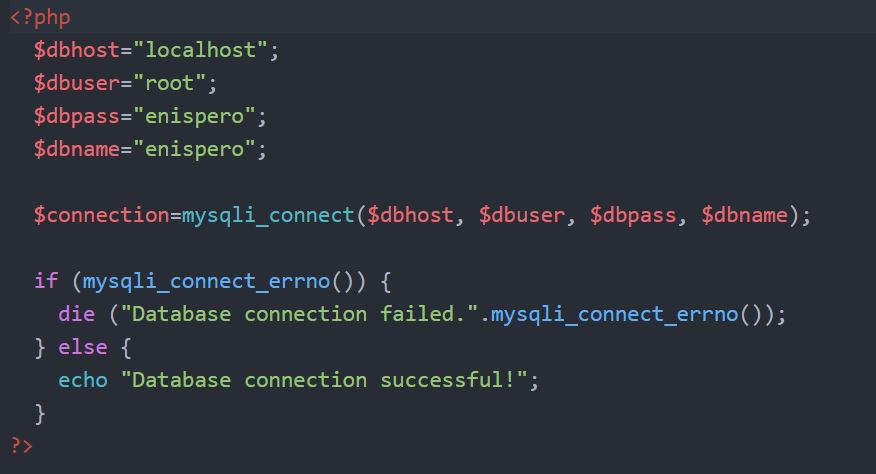 <?php
  $dbhost="localhost";
  $dbuser="root";
  $dbpass="enispero";
  $dbname="enispero";

  $connection=mysqli_connect($dbhost, $dbuser, $dbpass, $dbname);

  if (mysqli_connect_errno()) {
    die ("Database connection failed.".mysqli_connect_errno());
  } else {
    echo "Database connection successful!";
  }
?>